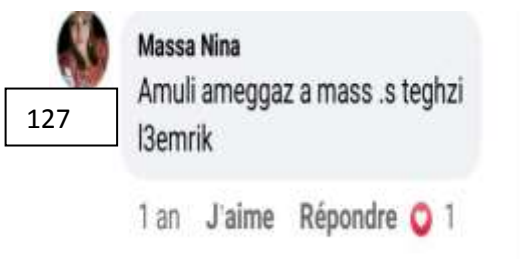 Massa Nina
Amuli ameggaz a mass .s teghzi
l3emrik
127
1 an J'aime Répondre 1